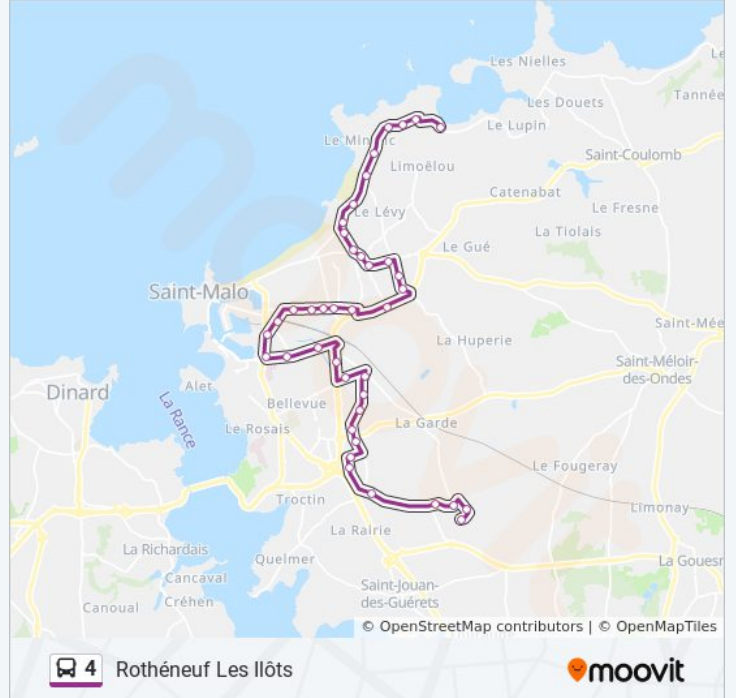 Les Nielles
Les Douets
Tannée
Le Lupin
Le
Saint-Coulomb
Limoëlou
Catenabat
Le Fresne
Le Lévy
La Tiolais
Le Gué
Saint-Malo
Saint-Mée
La Huperie
Saint-Méloir-
des-Ondes
Alet
Dinard
La Rance
Bellevue
La Garde
Le Rosais
Le Fougeray
Troctin
Limonay
La Rairie
La Richardais
Quelmer
La Gouesn
Cancaval
Saint-Jouan-
des-Guérets
Créhen
Canoual
© OpenStreetMap contributors | © OpenMapTiles
4 Rothéneuf Les Ilôts
moovit